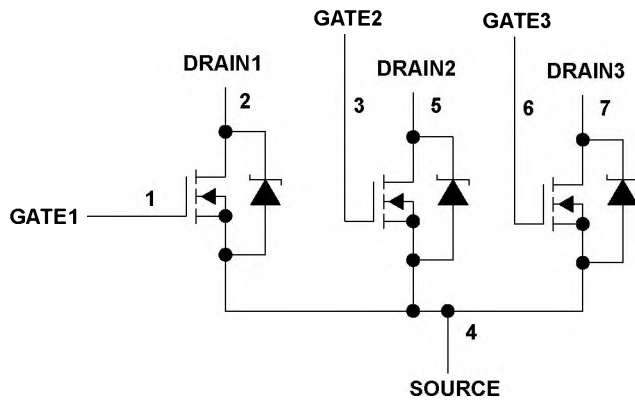 GATE2
GATE3
DRAIN1
DRAIN2
DRAIN3
2
3
5
6
7
1
GATE1
4
SOURCE